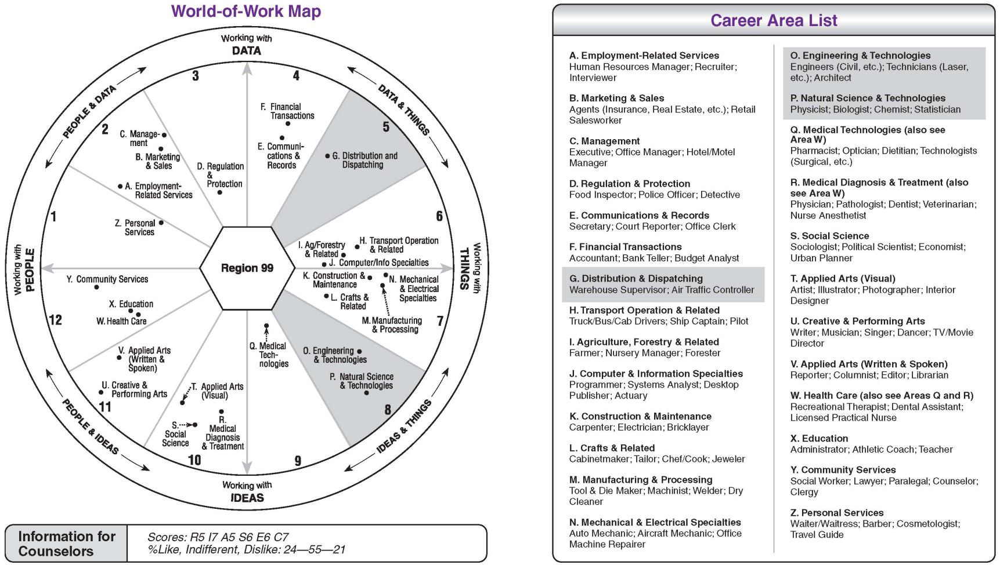 World-of-Work Map
Working with
DATA
PEOPLE & DATA
DATA & THINGS
3
4
2
5
1
6
12
7
11
8
10
9
F. Financial
Transactions
E. Communi-
cations &
Records
C. Manage-
ment
B. Marketing
& Sales
D. Regulation
&
Protection
G. Distribution and
Dispatching
A. Employment-
Related Services
Z. Personal
Services
H. Transport Operation
& Related
I. Ag/Forestry
& Related
J. Computer/Info Specialties
Region 99
Working with
PEOPLE
Working with
THINGS
K. Construction &
Maintenance
N. Mechanical
& Electrical
Specialties
L. Crafts &
Related
M. Manufacturing
& Processing
Y. Community Services
X. Education
W. Health Care
Q. Medical
Tech-
nologies
O. Engineering
& Technologies
P. Natural Science
& Technologies
V. Applied Arts
(Written &
Spoken)
U. Creative &
Performing Arts
T. Applied Arts
(Visual)
S.
Social
Science
R.
Medical
Diagnosis
& Treatment
PEOPLE & IDEAS
IDEAS & THINGS
Working with
IDEAS
Information for
Counselors
Scores: R5 I7 A5 S6 E6 C7
%Like, Indifferent, Dislike: 24—55—21
Career Area List
A. Employment-Related Services
Human Resources Manager; Recruiter;
Interviewer
B. Marketing & Sales
Agents (Insurance, Real Estate, etc.); Retail
Salesworker
C. Management
Executive; Office Manager; Hotel/Motel
Manager
D. Regulation & Protection
Food Inspector; Police Officer; Detective
E. Communications & Records
Secretary; Court Reporter; Office Clerk
F. Financial Transactions
Accountant; Bank Teller; Budget Analyst
G. Distribution & Dispatching
Warehouse Supervisor; Air Traffic Controller
H. Transport Operation & Related
Truck/Bus/Cab Drivers; Ship Captain; Pilot
I. Agriculture, Forestry & Related
Farmer; Nursery Manager; Forester
J. Computer & Information Specialties
Programmer; Systems Analyst; Desktop
Publisher; Actuary
K. Construction & Maintenance
Carpenter; Electrician; Bricklayer
L. Crafts & Related
Cabinetmaker; Tailor; Chef/Cook; Jeweler
M. Manufacturing & Processing
Tool & Die Maker; Machinist; Welder; Dry
Cleaner
N. Mechanical & Electrical Specialties
Auto Mechanic; Aircraft Mechanic; Office
Machine Repairer
O. Engineering & Technologies
Engineers (Civil, etc.); Technicians (Laser,
etc.); Architect
P. Natural Science & Technologies
Physicist; Biologist; Chemist; Statistician
Q. Medical Technologies (also see
Area W)
Pharmacist; Optician; Dietitian; Technologists
(Surgical, etc.)
R. Medical Diagnosis & Treatment (also
see Area W)
Physician; Pathologist; Dentist; Veterinarian;
Nurse Anesthetist
S. Social Science
Sociologist; Political Scientist; Economist;
Urban Planner
T. Applied Arts (Visual)
Artist; Illustrator; Photographer; Interior
Designer
U. Creative & Performing Arts
Writer; Musician; Singer; Dancer; TV/Movie
Director
V. Applied Arts (Written & Spoken)
Reporter; Columnist; Editor; Librarian
W. Health Care (also see Areas Q and R)
Recreational Therapist; Dental Assistant;
Licensed Practical Nurse
X. Education
Administrator; Athletic Coach; Teacher
Y. Community Services
Social Worker; Lawyer; Paralegal; Counselor;
Clergy
Z. Personal Services
Waiter/Waitress; Barber; Cosmetologist;
Travel Guide